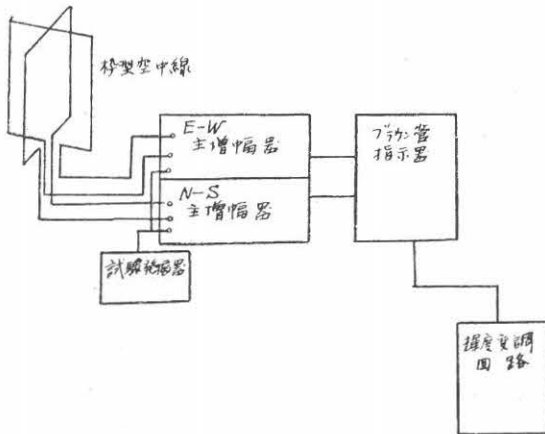 枠型空中線
E-W
主増幅器
N-S
主増幅器
ブラウン管
指示器
試験発振器
輝度変調
回路